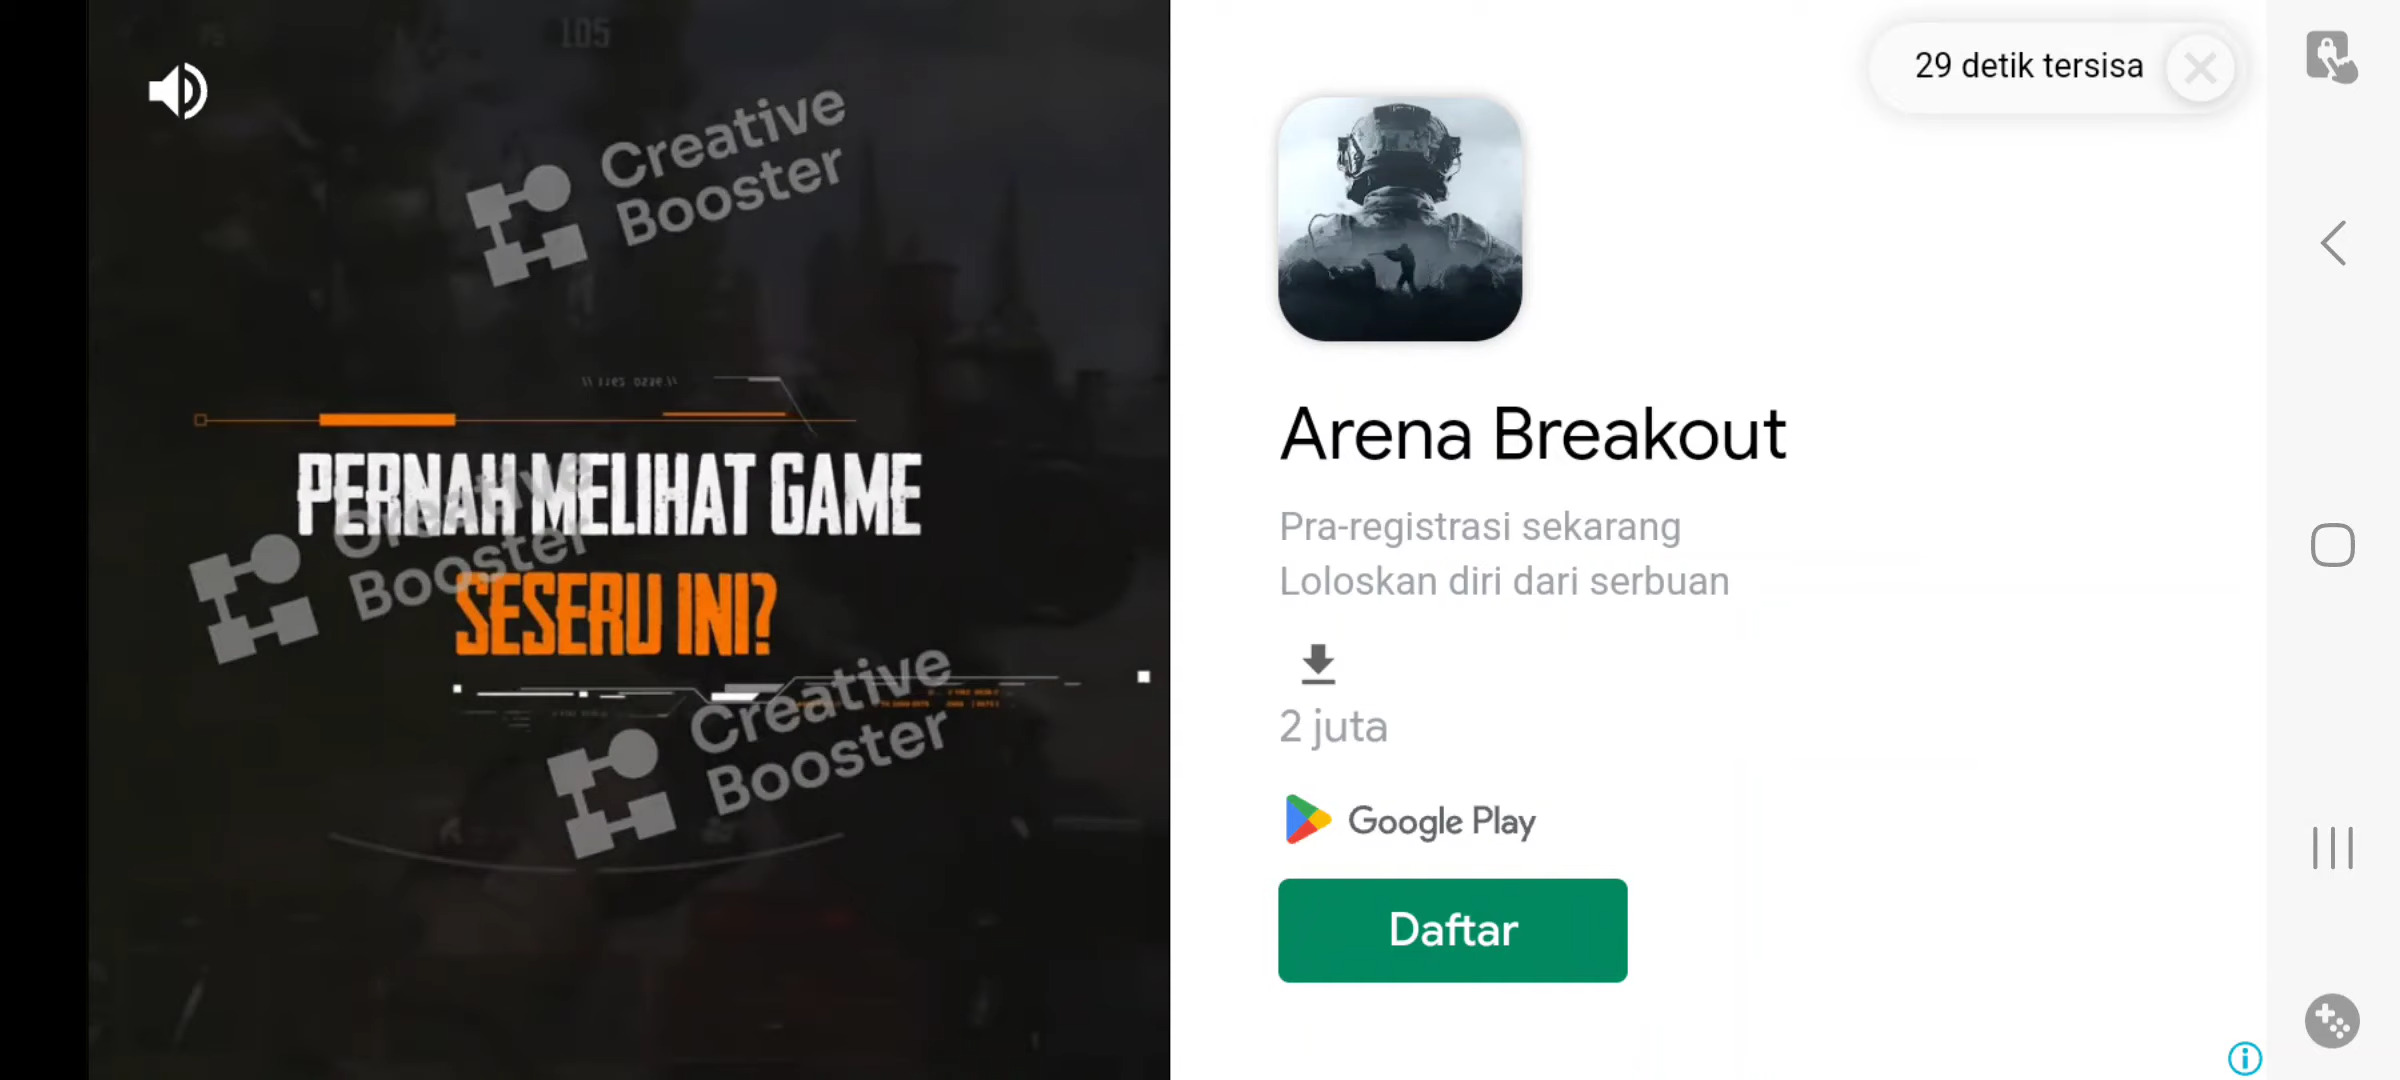 105
Creative
Booster
PERNAH MELIHAT GAME
Creative
Booster
SESERU INI?
Creative
Booster
29 detik tersisa
Arena Breakout
Pra-registrasi sekarang
Loloskan diri dari serbuan
2 juta
Google Play
Daftar